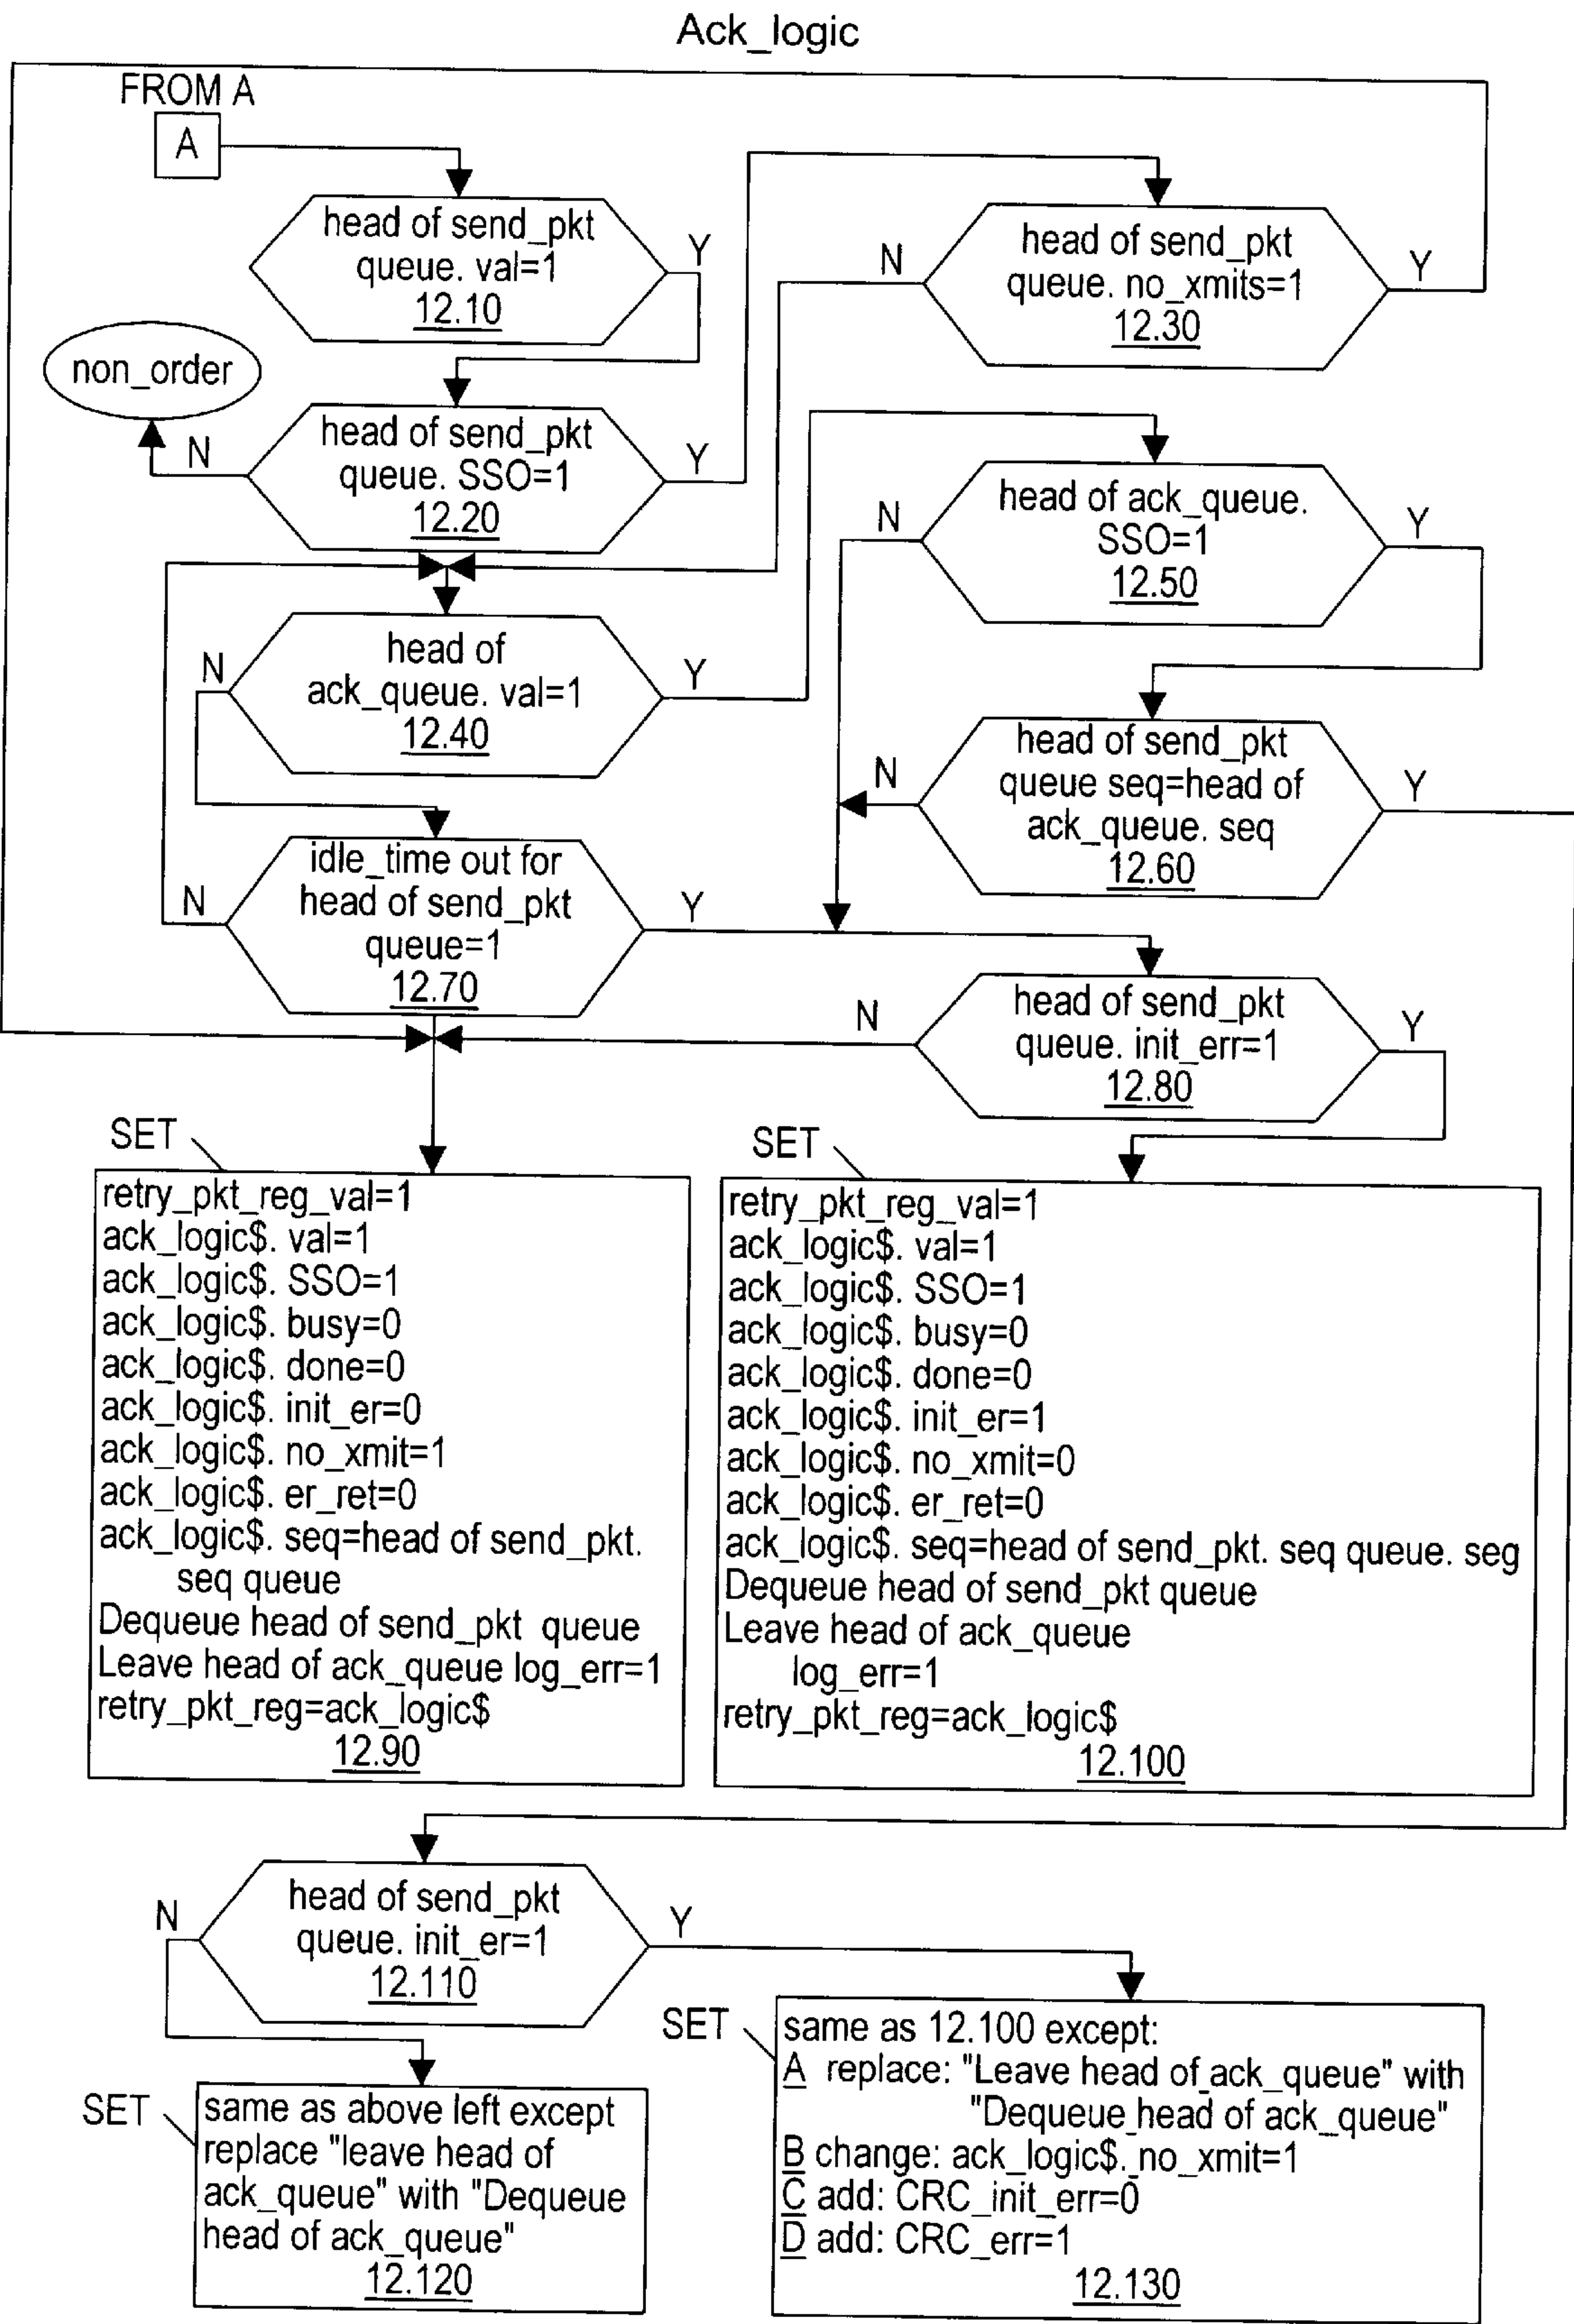 Ack_logic
FROM A
A
head of send_pkt
queue. val=1
12.10
Y
non_order
N
head of send_pkt
queue. SSO=1
12.20
Y
N
head of send_pkt
queue. no_xmits=1
12.30
Y
N
head of
ack_queue. val=1
12.40
Y
N
head of ack_queue.
SSO=1
12.50
Y
N
head of send_pkt
queue seq=head of
ack_queue. seq
12.60
Y
N
idle_time out for
head of send_pkt
queue=1
12.70
Y
N
head of send_pkt
queue. init_err=1
12.80
Y
SET
retry_pkt_reg_val=1
ack_logic$. val=1
ack_logic$. SSO=1
ack_logic$. busy=0
ack_logic$. done=0
ack_logic$. init_er=0
ack_logic$. no_xmit=1
ack_logic$. er_ret=0
ack_logic$. seq=head of send_pkt.
seq queue
Dequeue head of send_pkt queue
Leave head of ack_queue log_err=1
retry_pkt_reg=ack_logic$
12.90
SET
retry_pkt_reg_val=1
ack_logic$. val=1
ack_logic$. SSO=1
ack_logic$. busy=0
ack_logic$. done=0
ack_logic$. init_er=1
ack_logic$. no_xmit=0
ack_logic$. er_ret=0
ack_logic$. seq=head of send_pkt. seq queue. seg
Dequeue head of send_pkt queue
Leave head of ack_queue
log_err=1
retry_pkt_reg=ack_logic$
12.100
N
head of send_pkt
queue. init_er=1
12.110
Y
SET
same as above left except
replace "leave head of
ack_queue" with "Dequeue
head of ack_queue"
12.120
SET
same as 12.100 except:
A replace: "Leave head of ack_queue" with
"Dequeue head of ack_queue"
B change: ack_logic$. no_xmit=1
C add: CRC_init_err=0
D add: CRC_err=1
12.130